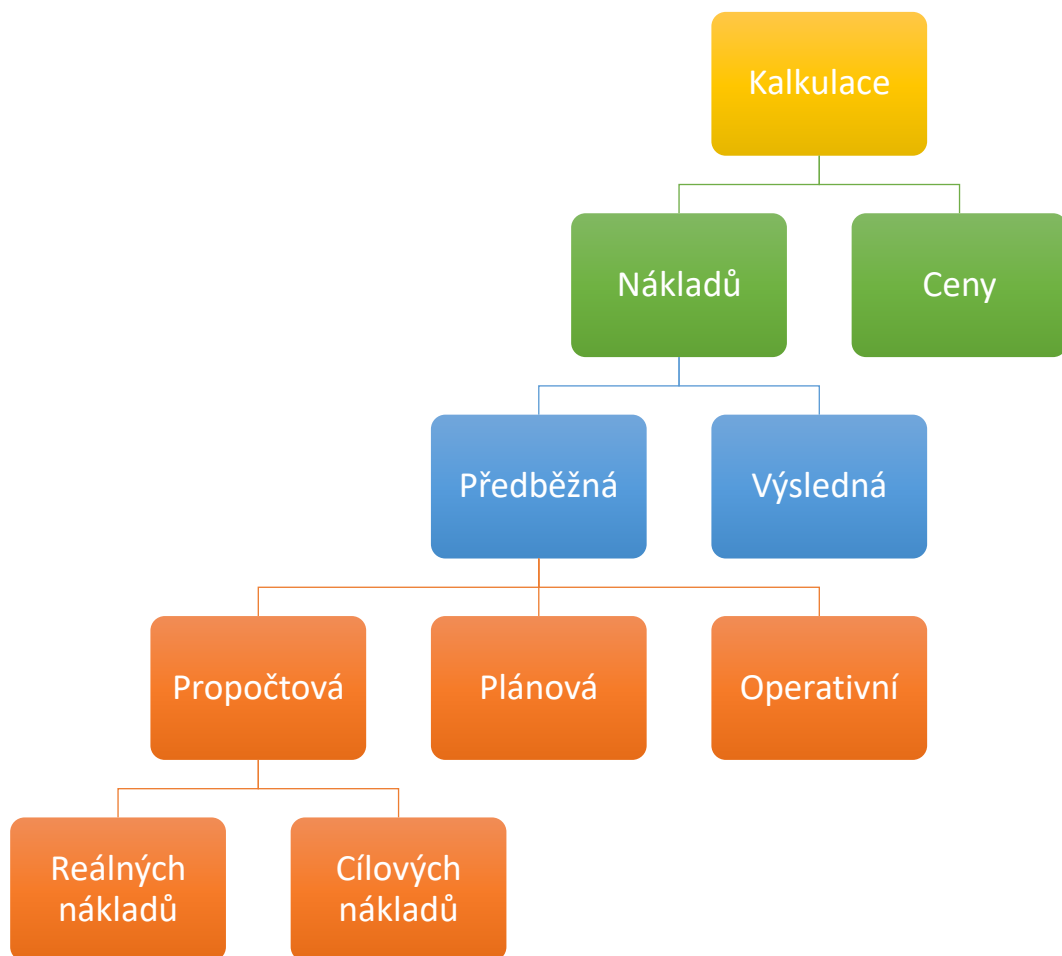 Kalkulace
Nákladů
Ceny
Předběžná
Výsledná
Propočtová
Plánová
Operativní
Reálných
nákladů
Cílových
nákladů